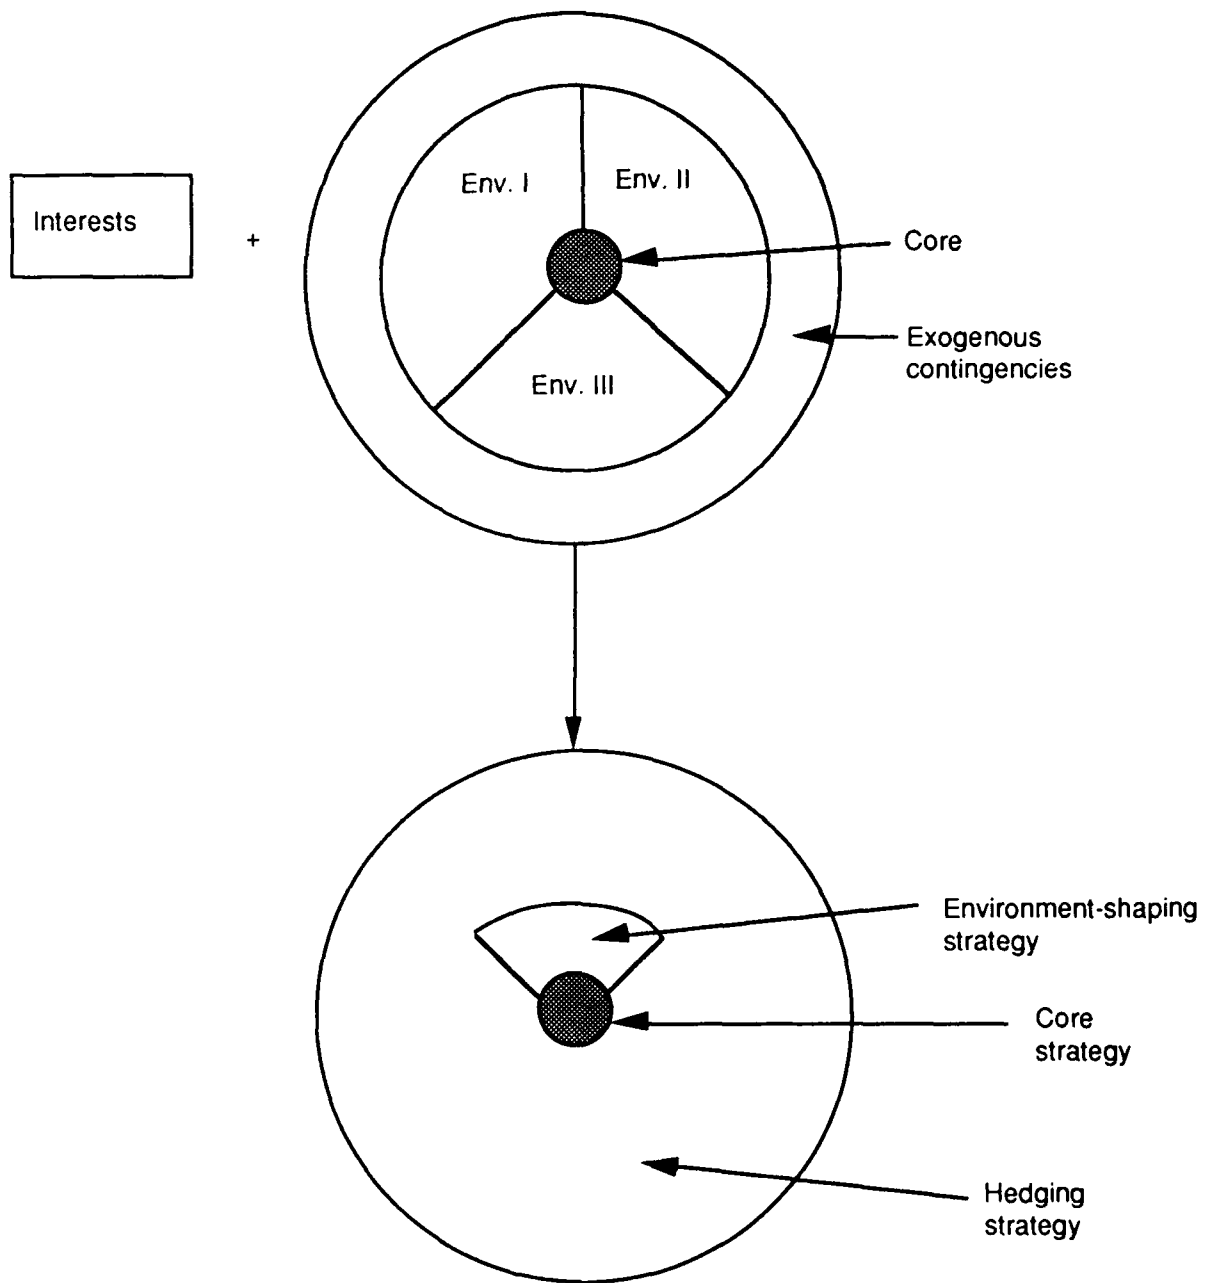 Env. I
Env. II
Interests
+
Core
Exogenous
contingencies
Env. III
Environment-shaping
strategy
Core
strategy
Hedging
strategy